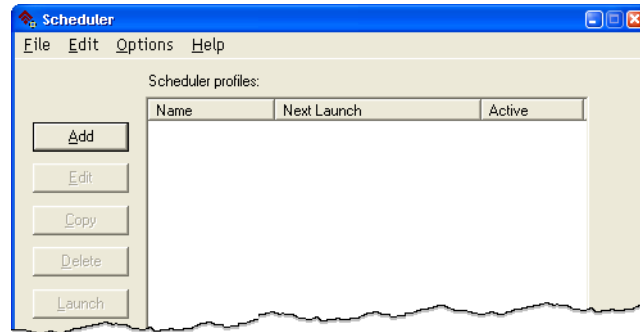 Scheduler
File Edit Options Help
Scheduler profiles:
Name Next Launch Active
Add
Edit
Copy
Delete
Launch